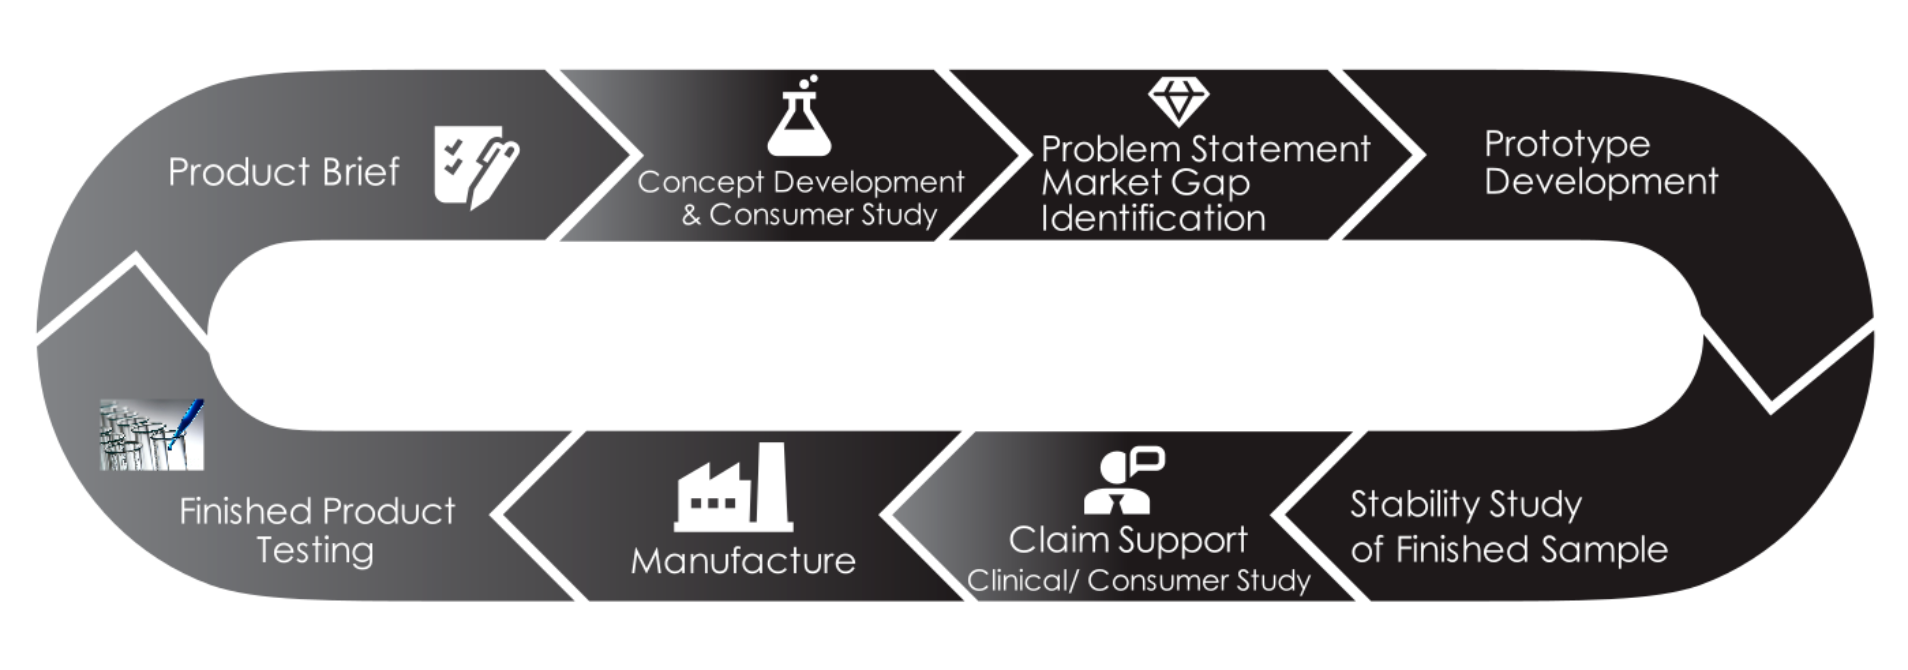 Product Brief
Concept Development
& Consumer Study
Problem Statement
Market Gap
Identification
Prototype
Development
Stability Study
of Finished Sample
Claim Support
Clinical/ Consumer Study
Manufacture
Finished Product
Testing